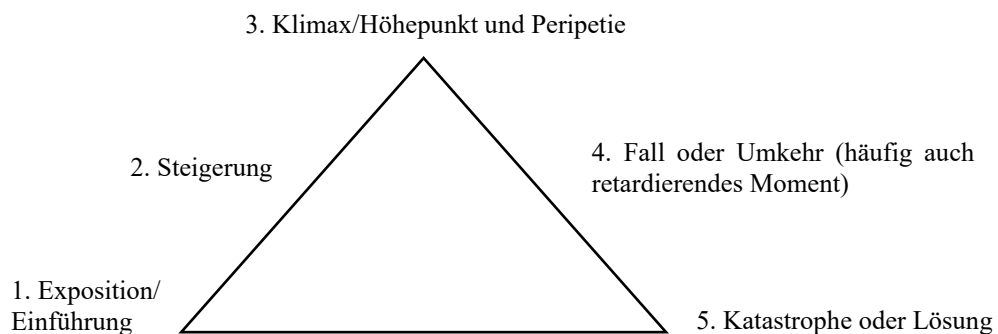 3. Klimax/Höhepunkt und Peripetie
2. Steigerung
4. Fall oder Umkehr (häufig auch
retardierendes Moment)
1. Exposition/
Einführung
5. Katastrophe oder Lösung